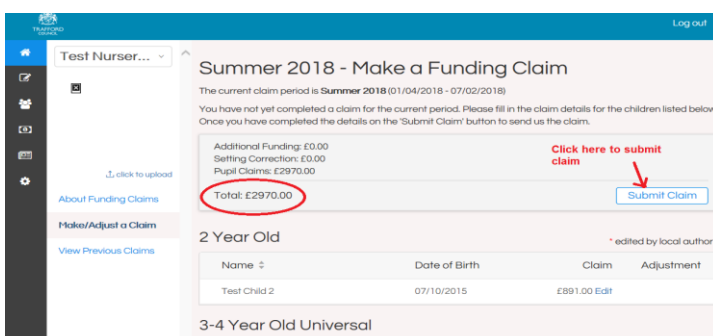 TRAFFORD
COUNCIL
Log out
Test Nurser...
click to upload
About Funding Claims
Make/Adjust a Claim
View Previous Claims
Summer 2018 - Make a Funding Claim
The current claim period is Summer 2018 (01/04/2018 - 07/02/2018)
You have not yet completed a claim for the current period. Please fill in the claim details for the children listed below
Once you have completed the details on the 'Submit Claim' button to send us the claim.
Additional Funding: £0.00
Setting Correction: £0.00
Pupil Claims: £2970.00
Total: £2970.00
Click here to submit
claim
Submit Claim
2 Year Old
* edited by local author
Name Date of Birth Claim Adjustment
Test Child 2 07/10/2015 £891.00 Edit
3-4 Year Old Universal